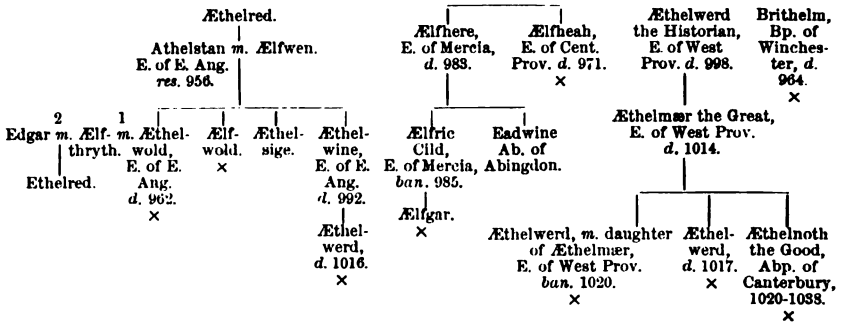 Æthelred.
Athelstan m. Ælfwen.
E. of E. Ang.
res. 956.
2 1
Edgar m. Ælf- m. Æthel-
thryth. wold,
E. of E.
Ang.
d. 962.
×
Ethelred.
Ælf-
wold.
×
Æthel-
sige.
Æthel-
wine,
E. of E.
Ang.
d. 992.
Æthel-
werd,
d. 1016.
×
Ælfhere,
E. of Mercia,
d. 983.
Ælfheah,
E. of Cent.
Prov. d. 971.
×
Ælfric
Cild,
E. of Mercia,
ban. 985.
Ælfgar.
×
Eadwine
Ab. of
Abingdon.
Æthelwerd
the Historian,
E. of West
Prov. d. 998.
Æthelmær the Great,
E. of West Prov.
d. 1014.
Æthelwerd, m. daughter
of Æthelmær,
E. of West Prov.
ban. 1020.
×
Æthel-
werd,
d. 1017.
×
Æthelnoth
the Good,
Abp. of
Canterbury,
1020-1038.
×
Brithelm,
Bp. of
Winches-
ter, d.
964.
×